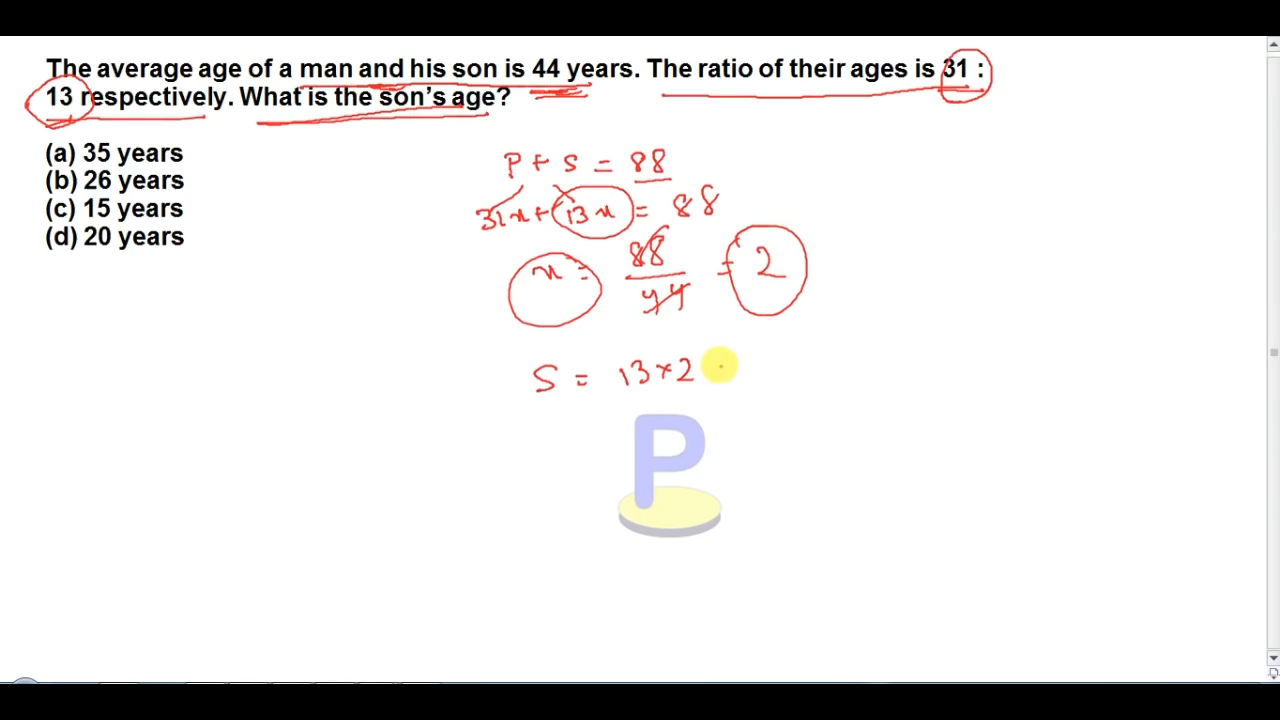 The average age of a man and his son is 44 years. The ratio of their ages is 31 :
13 respectively. What is the son's age?
(a) 35 years
(b) 26 years
(c) 15 years
(d) 20 years
P + S = 88
31x + 13x = 88
x = 88/44 = 2
S = 13 × 2
P